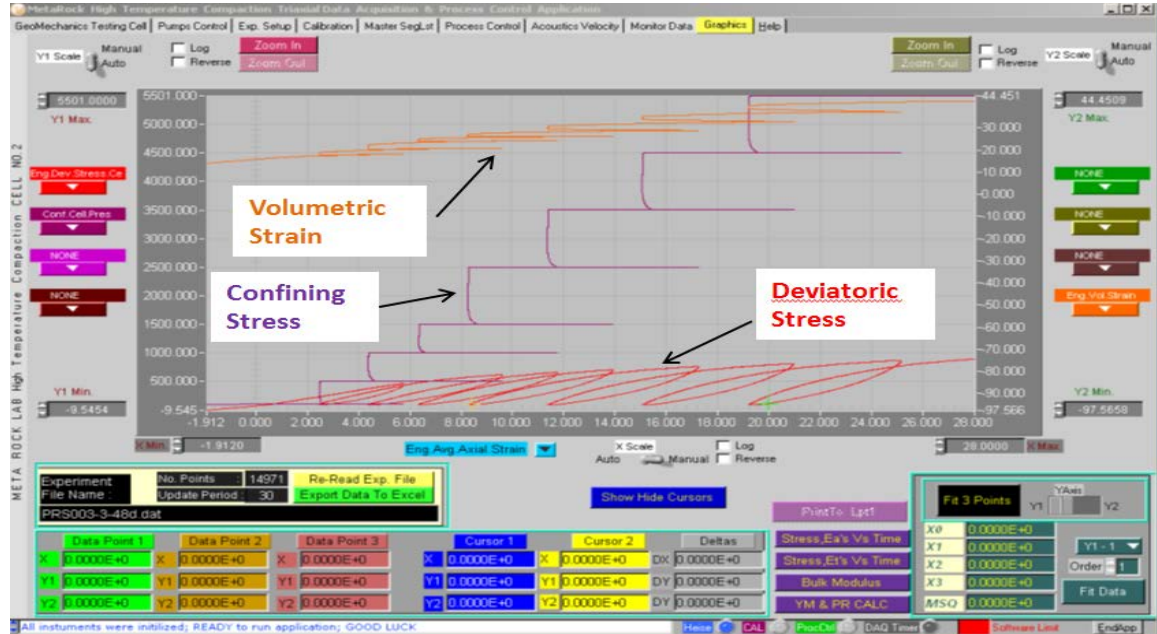 MetaRock High Temperature Compaction Triaxial Data Acquisition & Process Control Application
GeoMechanics Testing Cell Pumps Control Exp. Setup Calibration Master SegLst Process Control Acoustics Velocity Monitor Data Graphics Help
Y1 Scale Manual Auto Log Reverse Zoom In Zoom Out
Zoom In Zoom Out Log Reverse Y2 Scale Manual Auto
META ROCK LAB High Temperature Compaction CELL NO.2
5501.0000
Y1 Max.
Eng.Dev.Stress.Ce
Conf.Cell.Pres
NONE
NONE
Y1 Min.
-9.5454
5501.000
5000.000
4500.000
4000.000
3500.000
3000.000
2500.000
2000.000
1500.000
1000.000
500.000
-9.545
Volumetric
Strain
Confining
Stress
Deviatoric
Stress
44.451
-30.000
-20.000
-10.000
-0.000
-10.000
-20.000
-30.000
-40.000
-50.000
-60.000
-70.000
-80.000
-90.000
-97.566
44.4509
Y2 Max.
NONE
NONE
NONE
Eng.Vol.Strain
Y2 Min.
-97.5658
-1.912 0.000 2.000 4.000 6.000 8.000 10.000 12.000 14.000 16.000 18.000 20.000 22.000 24.000 26.000 28.000
X Min. -1.9120 Eng.Avg.Axial.Strain X Scale Auto Manual Log Reverse 28.0000 X Max.
Experiment
File Name :
No. Points : 14971 Re-Read Exp. File
Update Period : 30 Export Data To Excel
PRS003-3-48d.dat
Show Hide Cursors
PrintTo Lpt1
Stress,Ea's Vs Time
Stress,Et's Vs Time
Bulk Modulus
YM & PR CALC
Data Point 1 Data Point 2 Data Point 3 Cursor 1 Cursor 2 Deltas
X 0.0000E+0 X 0.0000E+0 X 0.0000E+0 X 0.0000E+0 X 0.0000E+0 DX 0.0000E+0
Y1 0.0000E+0 Y1 0.0000E+0 Y1 0.0000E+0 Y1 0.0000E+0 Y1 0.0000E+0 DY 0.0000E+0
Y2 0.0000E+0 Y2 0.0000E+0 Y2 0.0000E+0 Y2 0.0000E+0 Y2 0.0000E+0 DY 0.0000E+0
Fit 3 Points Y1 YAxis Y2
X0 0.0000E+0
X1 0.0000E+0
X2 0.0000E+0
X3 0.0000E+0
MSQ 0.0000E+0
Y1 - 1
Order 1
Fit Data
All instuments were initilized; READY to run application; GOOD LUCK Heise CAL ProcCtrl DAQ Timer Software Limit EndApp